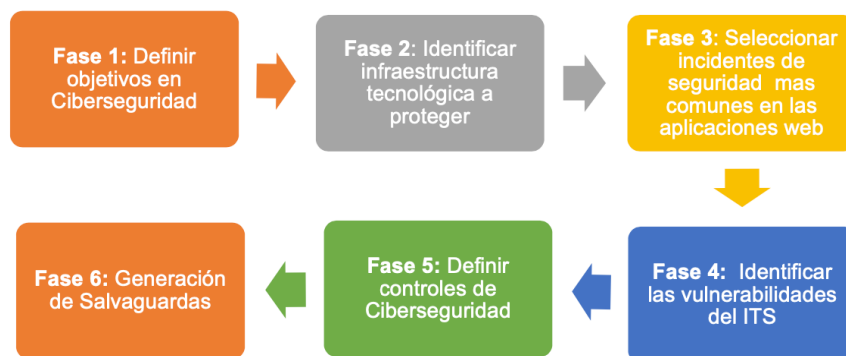 Fase 1: Definir
objetivos en
Ciberseguridad
Fase 2: Identificar
infraestructura
tecnológica a
proteger
Fase 3: Seleccionar
incidentes de
seguridad mas
comunes en las
aplicaciones web
Fase 4: Identificar
las vulnerabilidades
del ITS
Fase 5: Definir
controles de
Ciberseguridad
Fase 6: Generación
de Salvaguardas